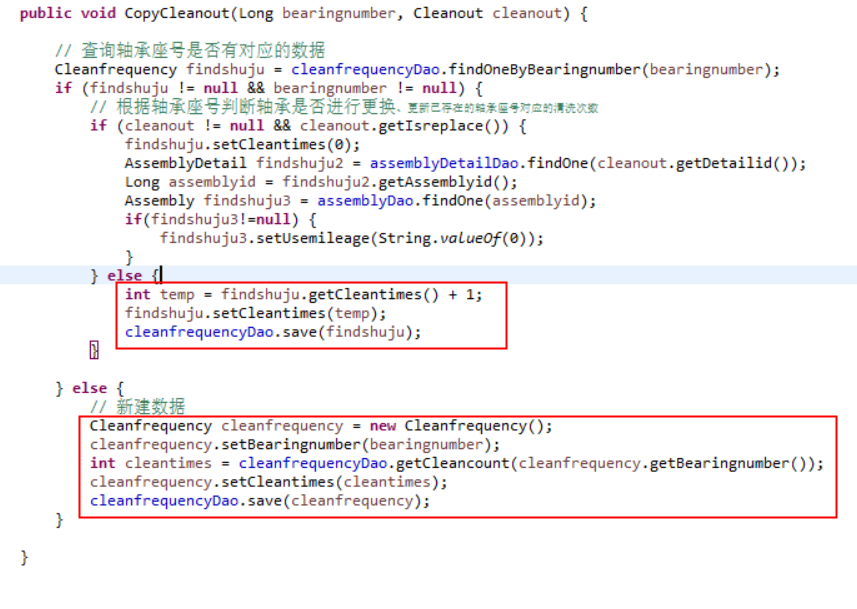 public void CopyCleanout(Long bearingnumber, Cleanout cleanout) {
// 查询轴承座号是否有对应的数据
Cleanfrequency findshuju = cleanfrequencyDao.findOneByBearingnumber(bearingnumber);
if (findshuju != null && bearingnumber != null) {
// 根据轴承座号判断轴承是否进行更换、更新已存在的轴承座号对应的清洗次数
if (cleanout != null && cleanout.getIsreplace()) {
findshuju.setCleantimes(0);
AssemblyDetail findshuju2 = assemblyDetailDao.findOne(cleanout.getDetailid());
Long assemblyid = findshuju2.getAssemblyid();
Assembly findshuju3 = assemblyDao.findOne(assemblyid);
if(findshuju3!=null) {
findshuju3.setUsemileage(String.valueOf(0));
}
} else {
int temp = findshuju.getCleantimes() + 1;
findshuju.setCleantimes(temp);
cleanfrequencyDao.save(findshuju);
}
} else {
// 新建数据
Cleanfrequency cleanfrequency = new Cleanfrequency();
cleanfrequency.setBearingnumber(bearingnumber);
int cleantimes = cleanfrequencyDao.getCleancount(cleanfrequency.getBearingnumber());
cleanfrequency.setCleantimes(cleantimes);
cleanfrequencyDao.save(cleanfrequency);
}
}